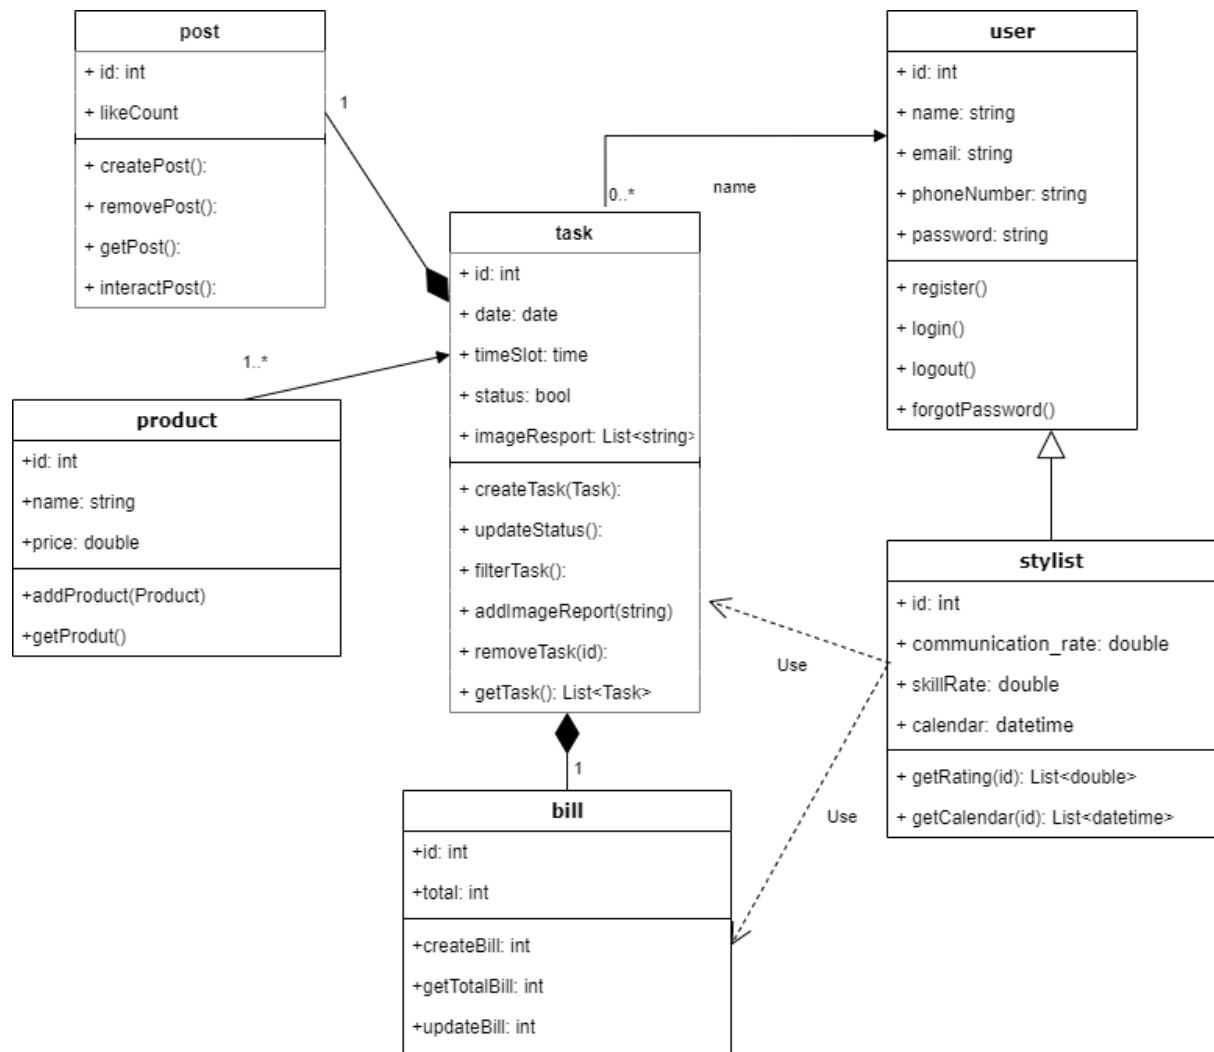 post
+ id: int
+ likeCount
+ createPost():
+ removePost():
+ getPost():
+ interactPost():
1
user
+ id: int
+ name: string
+ email: string
+ phoneNumber: string
+ password: string
+ register()
+ login()
+ logout()
+ forgotPassword()
0..*
name
task
+ id: int
+ date: date
+ timeSlot: time
+ status: bool
+ imageResport: List<string>
+ createTask(Task):
+ updateStatus():
+ filterTask():
+ addImageReport(string)
+ removeTask(id):
+ getTask(): List<Task>
1..*
product
+id: int
+name: string
+price: double
+addProduct(Product)
+getProdut()
stylist
+ id: int
+ communication_rate: double
+ skillRate: double
+ calendar: datetime
+ getRating(id): List<double>
+ getCalendar(id): List<datetime>
Use
Use
1
bill
+id: int
+total: int
+createBill: int
+getTotalBill: int
+updateBill: int